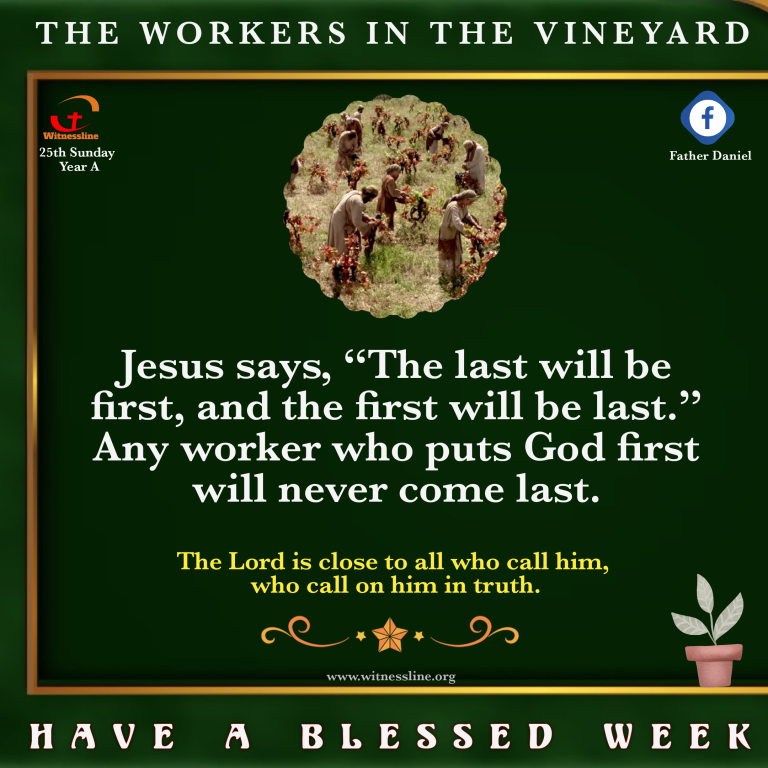 THE WORKERS IN THE VINEYARD
Witnessline
25th Sunday
Year A
Father Daniel
Jesus says, “The last will be
first, and the first will be last.”
Any worker who puts God first
will never come last.
The Lord is close to all who call him,
who call on him in truth.
www.witnessline.org
HAVE A BLESSED WEEK